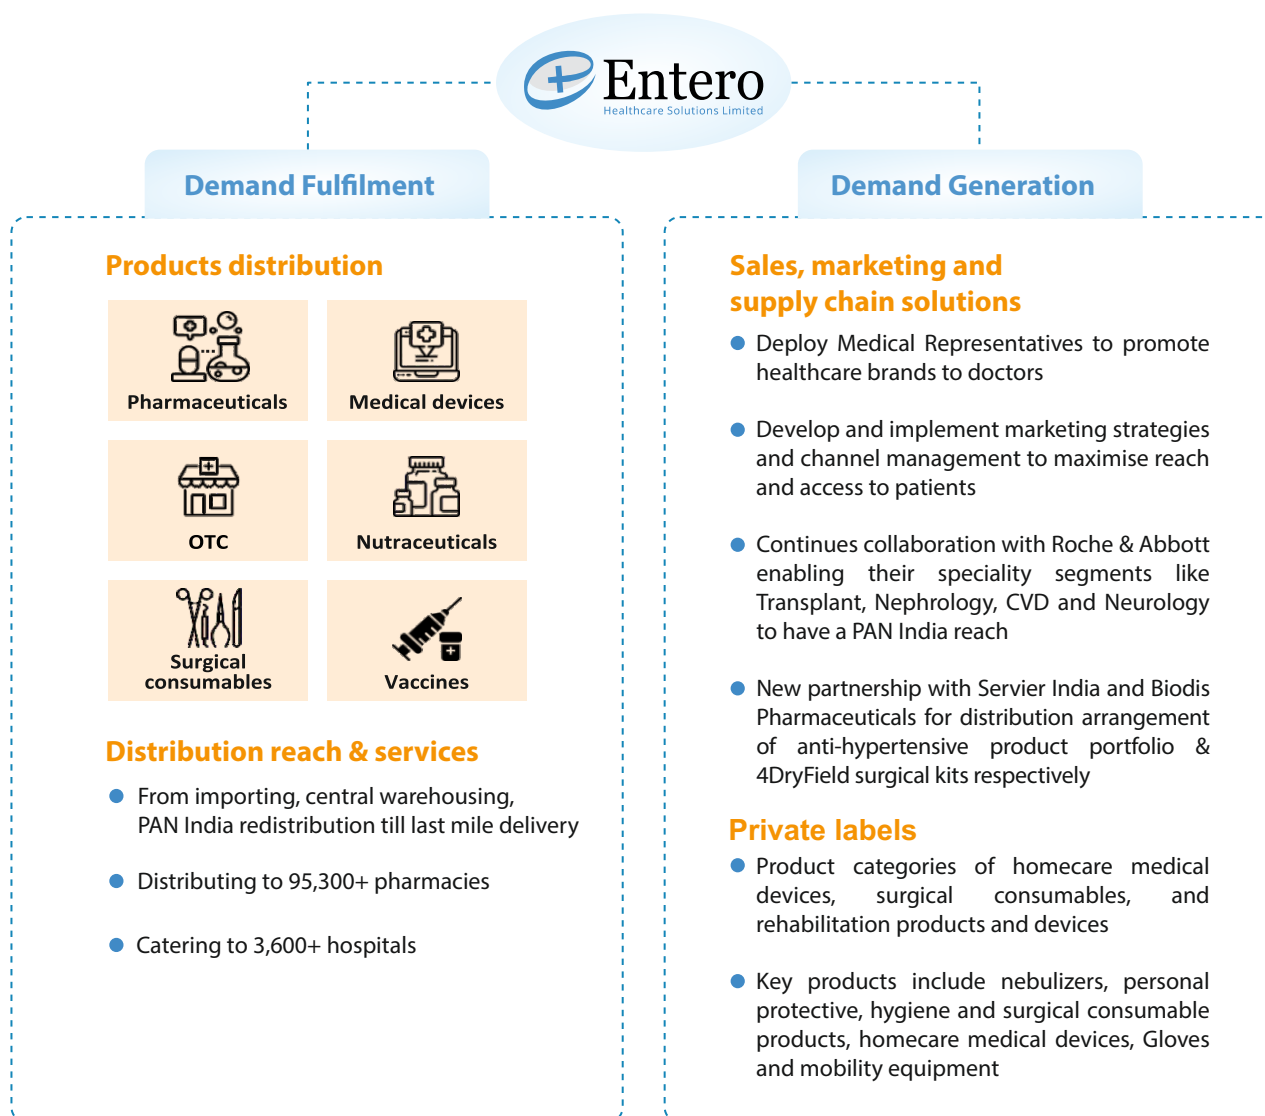 Entero
Healthcare Solutions Limited
Demand Fulfilment
Products distribution
Pharmaceuticals
Medical devices
OTC
Nutraceuticals
Surgical
consumables
Vaccines
Distribution reach & services
From importing, central warehousing,
PAN India redistribution till last mile delivery
Distributing to 95,300+ pharmacies
Catering to 3,600+ hospitals
Demand Generation
Sales, marketing and
supply chain solutions
Deploy Medical Representatives to promote
healthcare brands to doctors
Develop and implement marketing strategies
and channel management to maximise reach
and access to patients
Continues collaboration with Roche & Abbott
enabling their speciality segments like
Transplant, Nephrology, CVD and Neurology
to have a PAN India reach
New partnership with Servier India and Biodis
Pharmaceuticals for distribution arrangement
of anti-hypertensive product portfolio &
4DryField surgical kits respectively
Private labels
Product categories of homecare medical
devices, surgical consumables, and
rehabilitation products and devices
Key products include nebulizers, personal
protective, hygiene and surgical consumable
products, homecare medical devices, Gloves
and mobility equipment